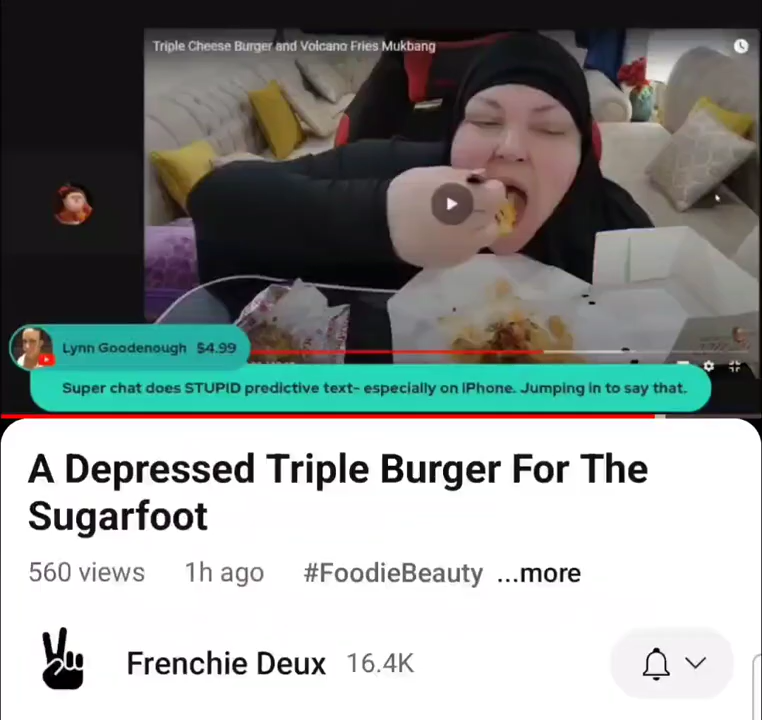 Triple Cheese Burger and Volcano Fries Mukbang
Lynn Goodenough $4.99
Super chat does STUPID predictive text- especially on iPhone. Jumping in to say that.
A Depressed Triple Burger For The
Sugarfoot
560 views 1h ago #FoodieBeauty ...more
Frenchie Deux 16.4K